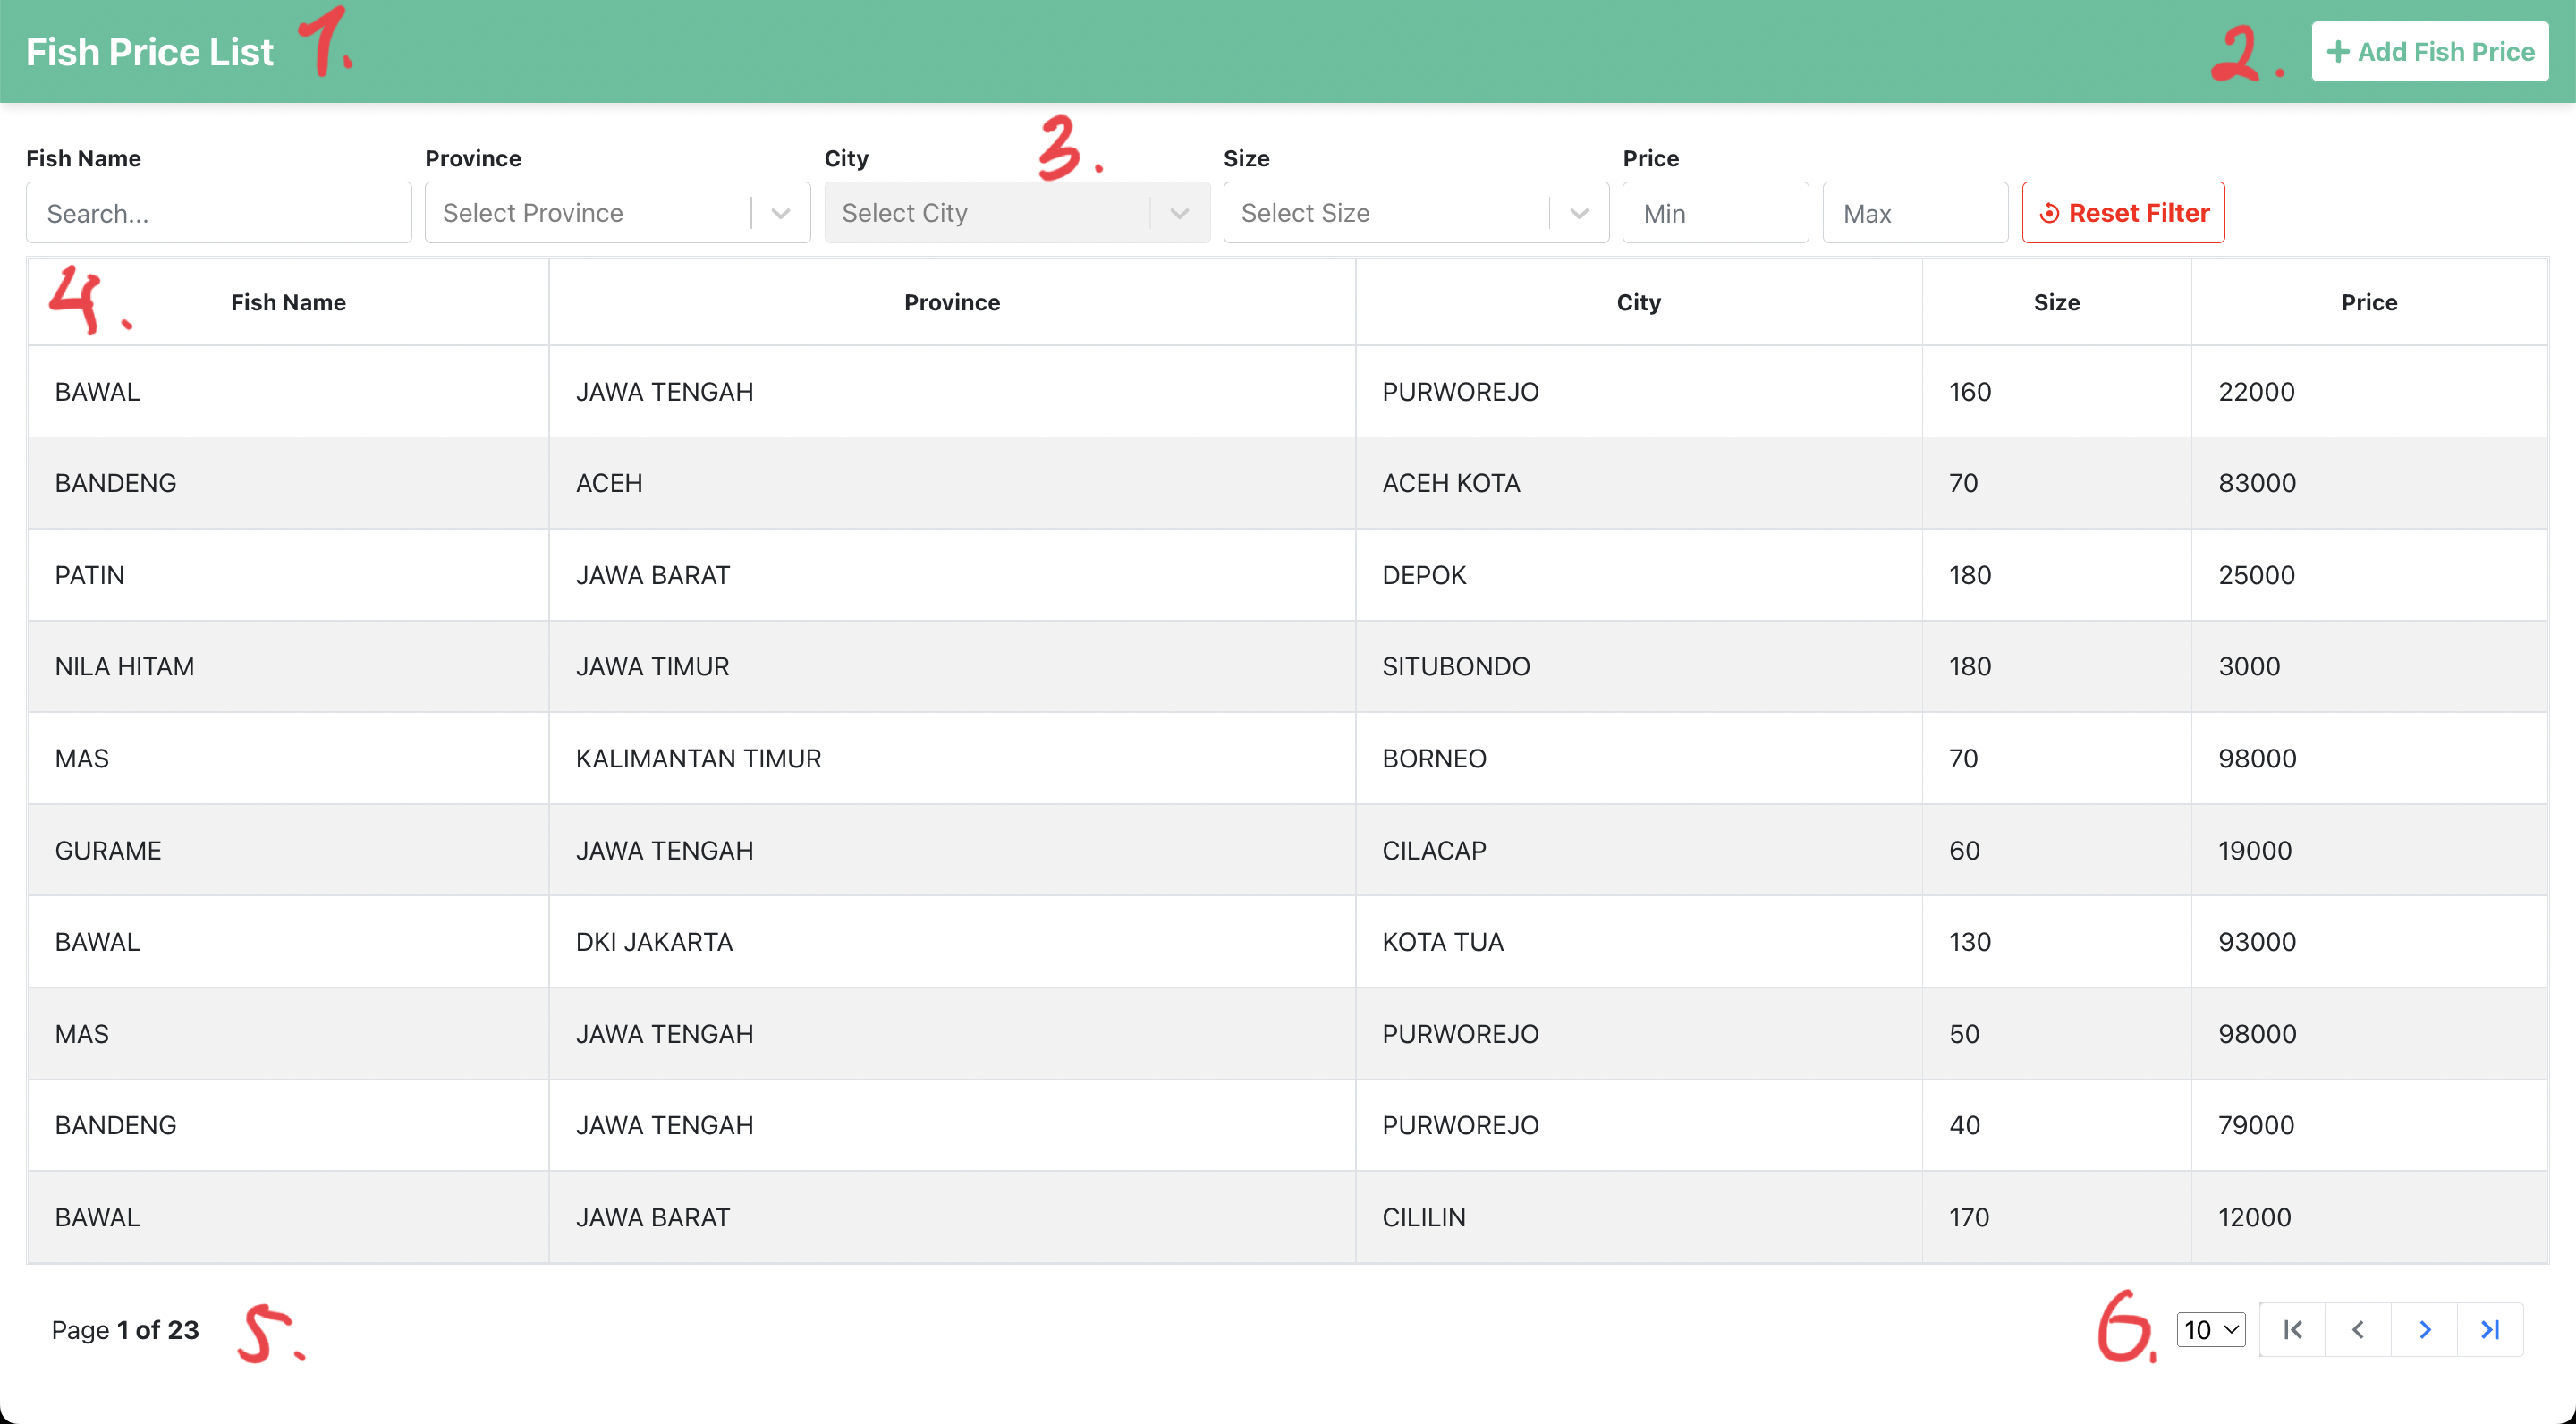 Fish Price List 1. 2. + Add Fish Price
Fish Name Province City 3. Size Price
Search... Select Province Select City Select Size Min Max Reset Filter
4. Fish Name Province City Size Price
BAWAL JAWA TENGAH PURWOREJO 160 22000
BANDENG ACEH ACEH KOTA 70 83000
PATIN JAWA BARAT DEPOK 180 25000
NILA HITAM JAWA TIMUR SITUBONDO 180 3000
MAS KALIMANTAN TIMUR BORNEO 70 98000
GURAME JAWA TENGAH CILACAP 60 19000
BAWAL DKI JAKARTA KOTA TUA 130 93000
MAS JAWA TENGAH PURWOREJO 50 98000
BANDENG JAWA TENGAH PURWOREJO 40 79000
BAWAL JAWA BARAT CILILIN 170 12000
Page 1 of 23 5. 6. 10